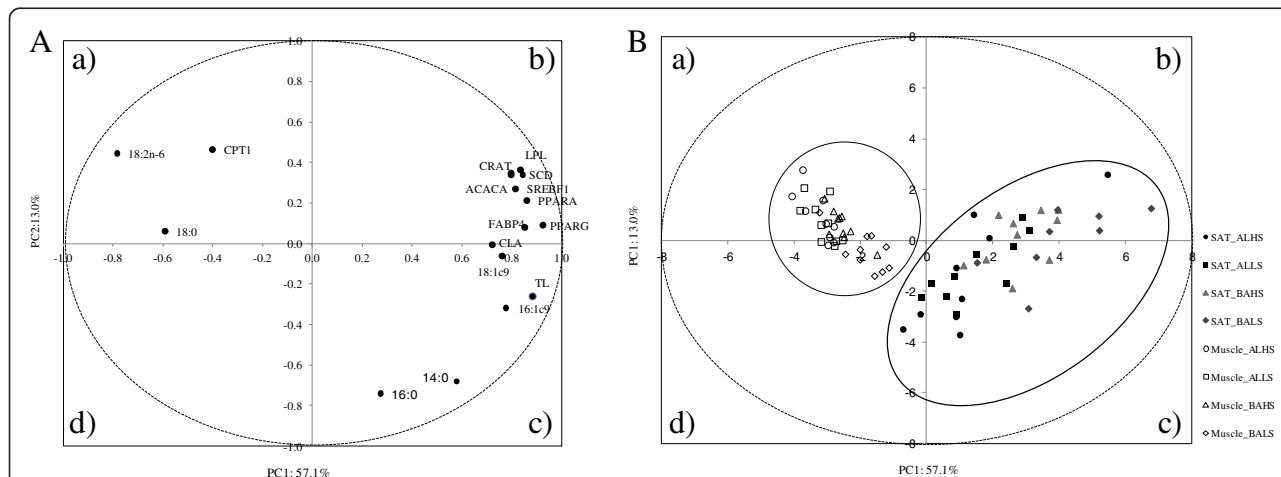 A
a)
b)
c)
d)
1.0
0.8
0.6
0.4
0.2
0.0
-0.2
-0.4
-0.6
-0.8
-1.0
-1.0 -0.8 -0.6 -0.4 -0.2 0.0 0.2 0.4 0.6 0.8 1.0
18:2n-6
CPT1
18:0
LPL
CRAT
SCD
ACACA
SREBF1
PPARA
FABP4
PPARG
CLA
18:1c9
TL
16:1c9
14:0
16:0
PC2:13.0%
PC1: 57.1%
B
a)
b)
c)
d)
8
6
4
2
0
-2
-4
-6
-8
-8 -6 -4 -2 0 2 4 6 8
PC1: 13.0%
PC1: 57.1%
SAT_ALHS
SAT_ALLS
SAT_BAHS
SAT_BALS
Muscle_ALHS
Muscle_ALLS
Muscle_BAHS
Muscle_BALS